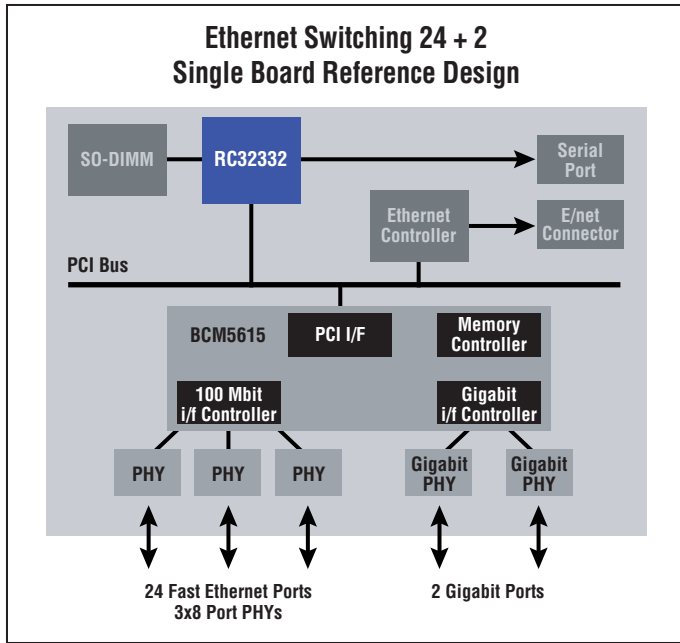 Ethernet Switching 24 + 2
Single Board Reference Design
SO-DIMM
RC32332
Serial
Port
Ethernet
Controller
E/net
Connector
PCI Bus
BCM5615
PCI I/F
Memory
Controller
100 Mbit
i/f Controller
Gigabit
i/f Controller
PHY
PHY
PHY
Gigabit
PHY
Gigabit
PHY
24 Fast Ethernet Ports
3x8 Port PHYs
2 Gigabit Ports